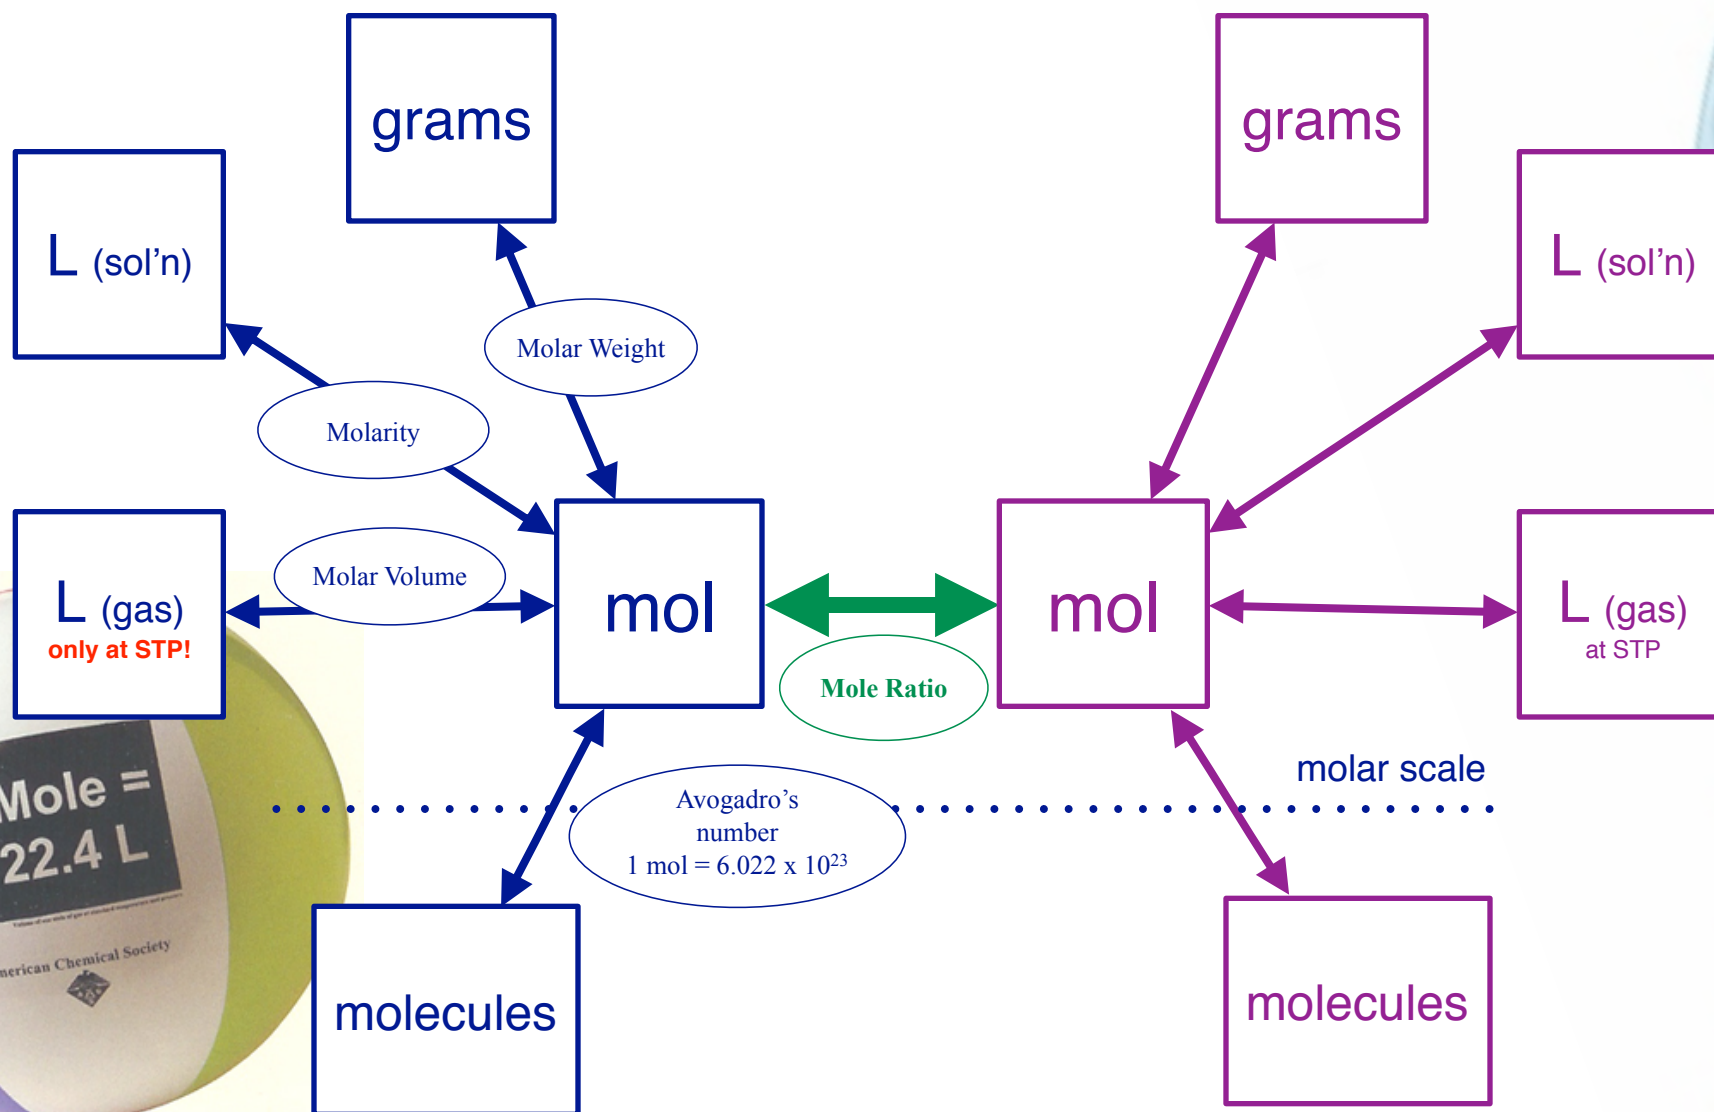 grams
grams
L (sol'n)
L (sol'n)
Molar Weight
Molarity
Molar Volume
L (gas)
only at STP!
mol
mol
L (gas)
at STP
Mole Ratio
molar scale
Avogadro's
number
1 mol = 6.022 x 10²³
Mole =
22.4 L
American Chemical Society
molecules
molecules